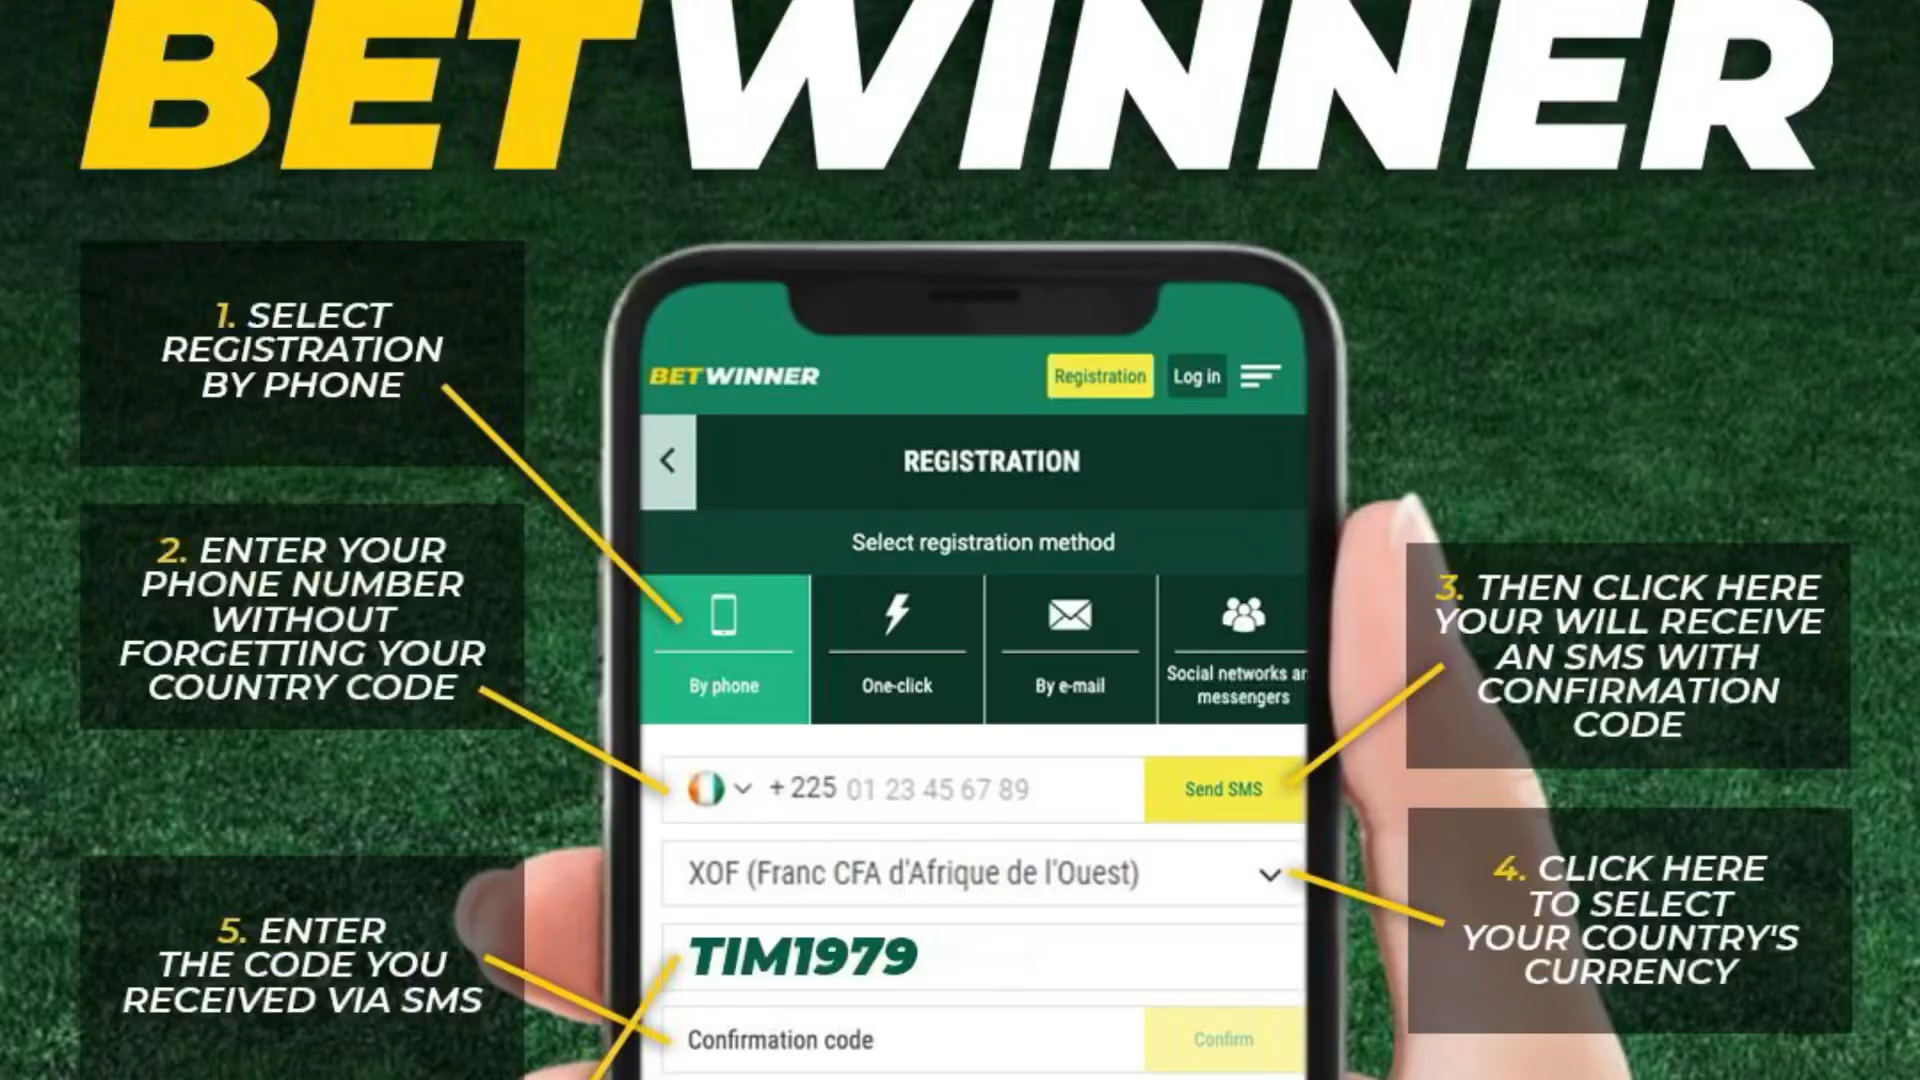 BETWINNER
1. SELECT
REGISTRATION
BY PHONE
2. ENTER YOUR
PHONE NUMBER
WITHOUT
FORGETTING YOUR
COUNTRY CODE
5. ENTER
THE CODE YOU
RECEIVED VIA SMS
BETWINNER
Registration
Log in
REGISTRATION
Select registration method
By phone
One-click
By e-mail
Social networks an
messengers
+ 225 01 23 45 67 89
Send SMS
XOF (Franc CFA d'Afrique de l'Ouest)
TIM1979
Confirmation code
Confirm
3. THEN CLICK HERE
YOUR WILL RECEIVE
AN SMS WITH
CONFIRMATION
CODE
4. CLICK HERE
TO SELECT
YOUR COUNTRY'S
CURRENCY